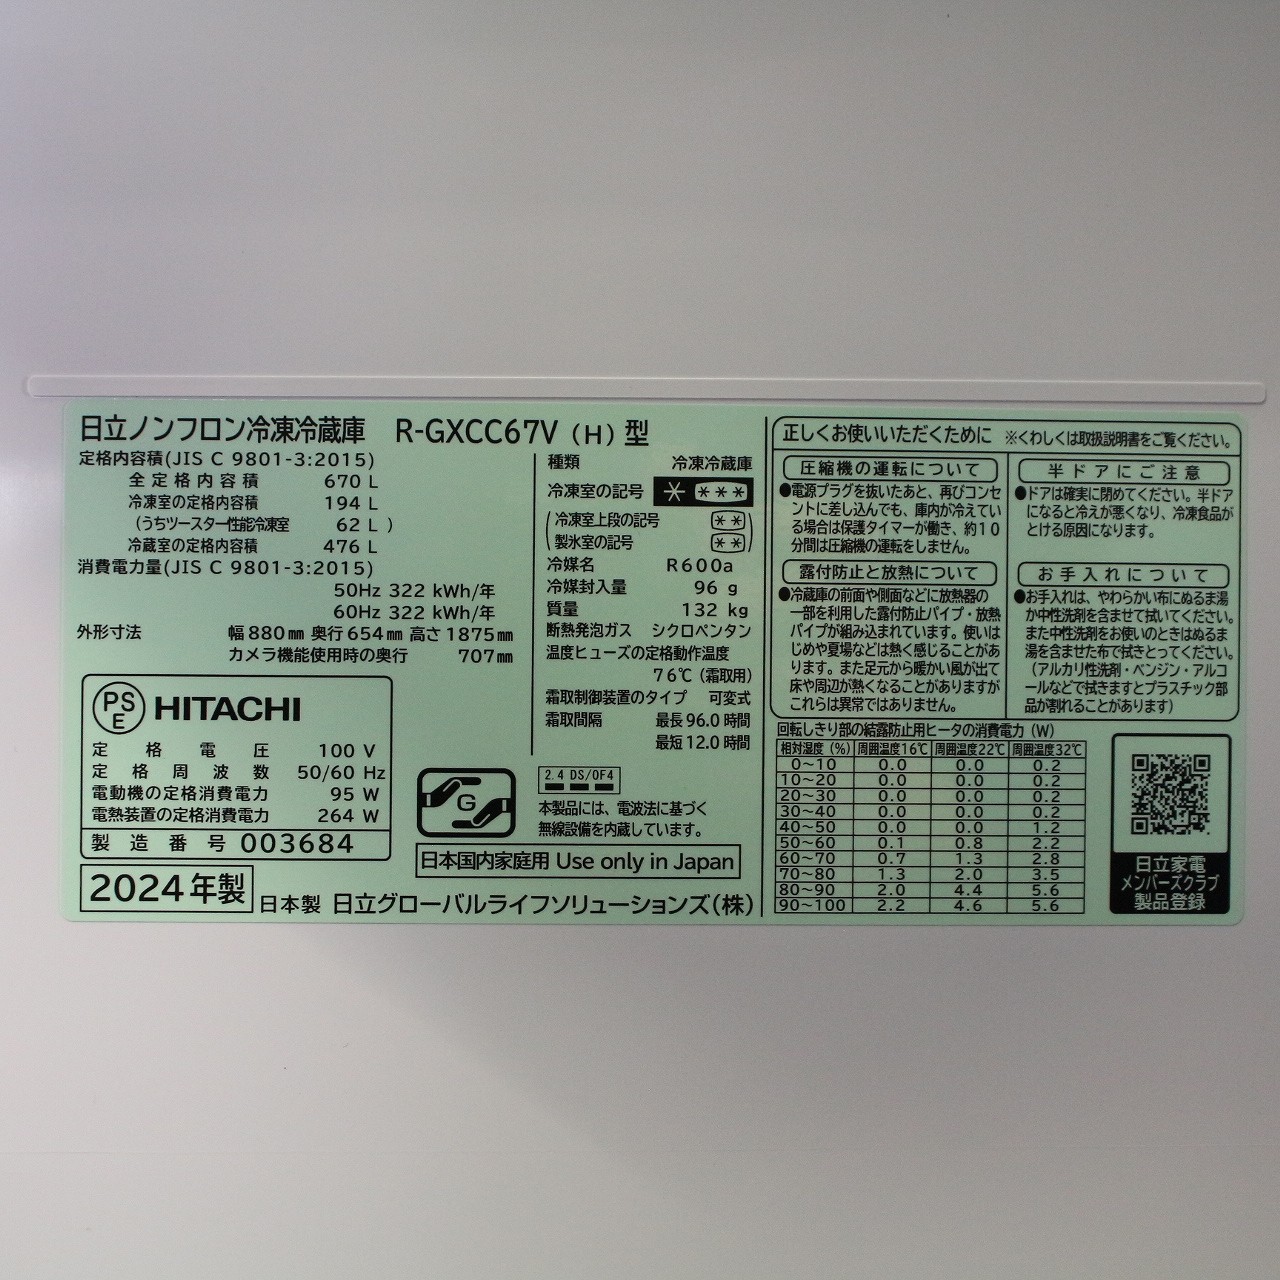 日立ノンフロン冷凍冷蔵庫 R-GXCC67V(H)型
定格内容積(JIS C 9801-3:2015)
全定格内容積 670 L
冷凍室の定格内容積 194 L
(うちツースター性能冷凍室 62 L )
冷蔵室の定格内容積 476 L
消費電力量(JIS C 9801-3:2015)
50Hz 322 kWh/年
60Hz 322 kWh/年
外形寸法 幅880㎜ 奥行654㎜ 高さ1875㎜
カメラ機能使用時の奥行 707㎜
PS
E
HITACHI
定格電圧 100 V
定格周波数 50/60 Hz
電動機の定格消費電力 95 W
電熱装置の定格消費電力 264 W
製造番号 003684
2024年製
日本製 日立グローバルライフソリューションズ(株)
種類 冷凍冷蔵庫
冷凍室の記号 * ***
(冷凍室上段の記号 **)
(製氷室の記号 **)
冷媒名 R600a
冷媒封入量 96 g
質量 132 kg
断熱発泡ガス シクロペンタン
温度ヒューズの定格動作温度
76℃(霜取用)
霜取制御装置のタイプ 可変式
霜取間隔 最長96.0時間
最短12.0時間
G
2.4 DS/OF4
本製品には、電波法に基づく
無線設備を内蔵しています。
日本国内家庭用 Use only in Japan
正しくお使いいただくために ※くわしくは取扱説明書をご覧ください。
圧縮機の運転について
●電源プラグを抜いたあと、再びコンセ
ントに差し込んでも、庫内が冷えてい
る場合は保護タイマーが働き、約10
分間は圧縮機の運転をしません。
露付防止と放熱について
●冷蔵庫の前面や側面などに放熱器の
一部を利用した露付防止パイプ・放熱
パイプが組み込まれています。使いは
じめや夏場などは熱く感じることがあ
ります。また足元から暖かい風が出て
床や周辺が熱くなることがありますが
これらは異常ではありません。
半ドアにご注意
●ドアは確実に閉めてください。半ドア
になると冷えが悪くなり、冷凍食品が
とける原因になります。
お手入れについて
●お手入れは、やわらかい布にぬるま湯
か中性洗剤を含ませて拭いてください。
また中性洗剤をお使いのときはぬるま
湯を含ませた布で拭きとってください。
(アルカリ性洗剤・ベンジン・アルコ
ールなどで拭きますとプラスチック部
品が割れることがあります)
回転しきり部の結露防止用ヒータの消費電力(W)
相対湿度(%) 周囲温度16℃ 周囲温度22℃ 周囲温度32℃
0~10 0.0 0.0 0.2
10~20 0.0 0.0 0.2
20~30 0.0 0.0 0.2
30~40 0.0 0.0 0.2
40~50 0.0 0.0 1.2
50~60 0.1 0.8 2.2
60~70 0.7 1.3 2.8
70~80 1.3 2.0 3.5
80~90 2.0 4.4 5.6
90~100 2.2 4.6 5.6
日立家電
メンバーズクラブ
製品登録